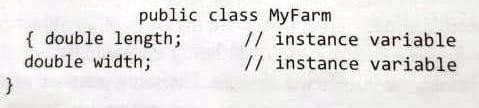 public class MyFarm
{ double length; // instance variable
double width; // instance variable
}